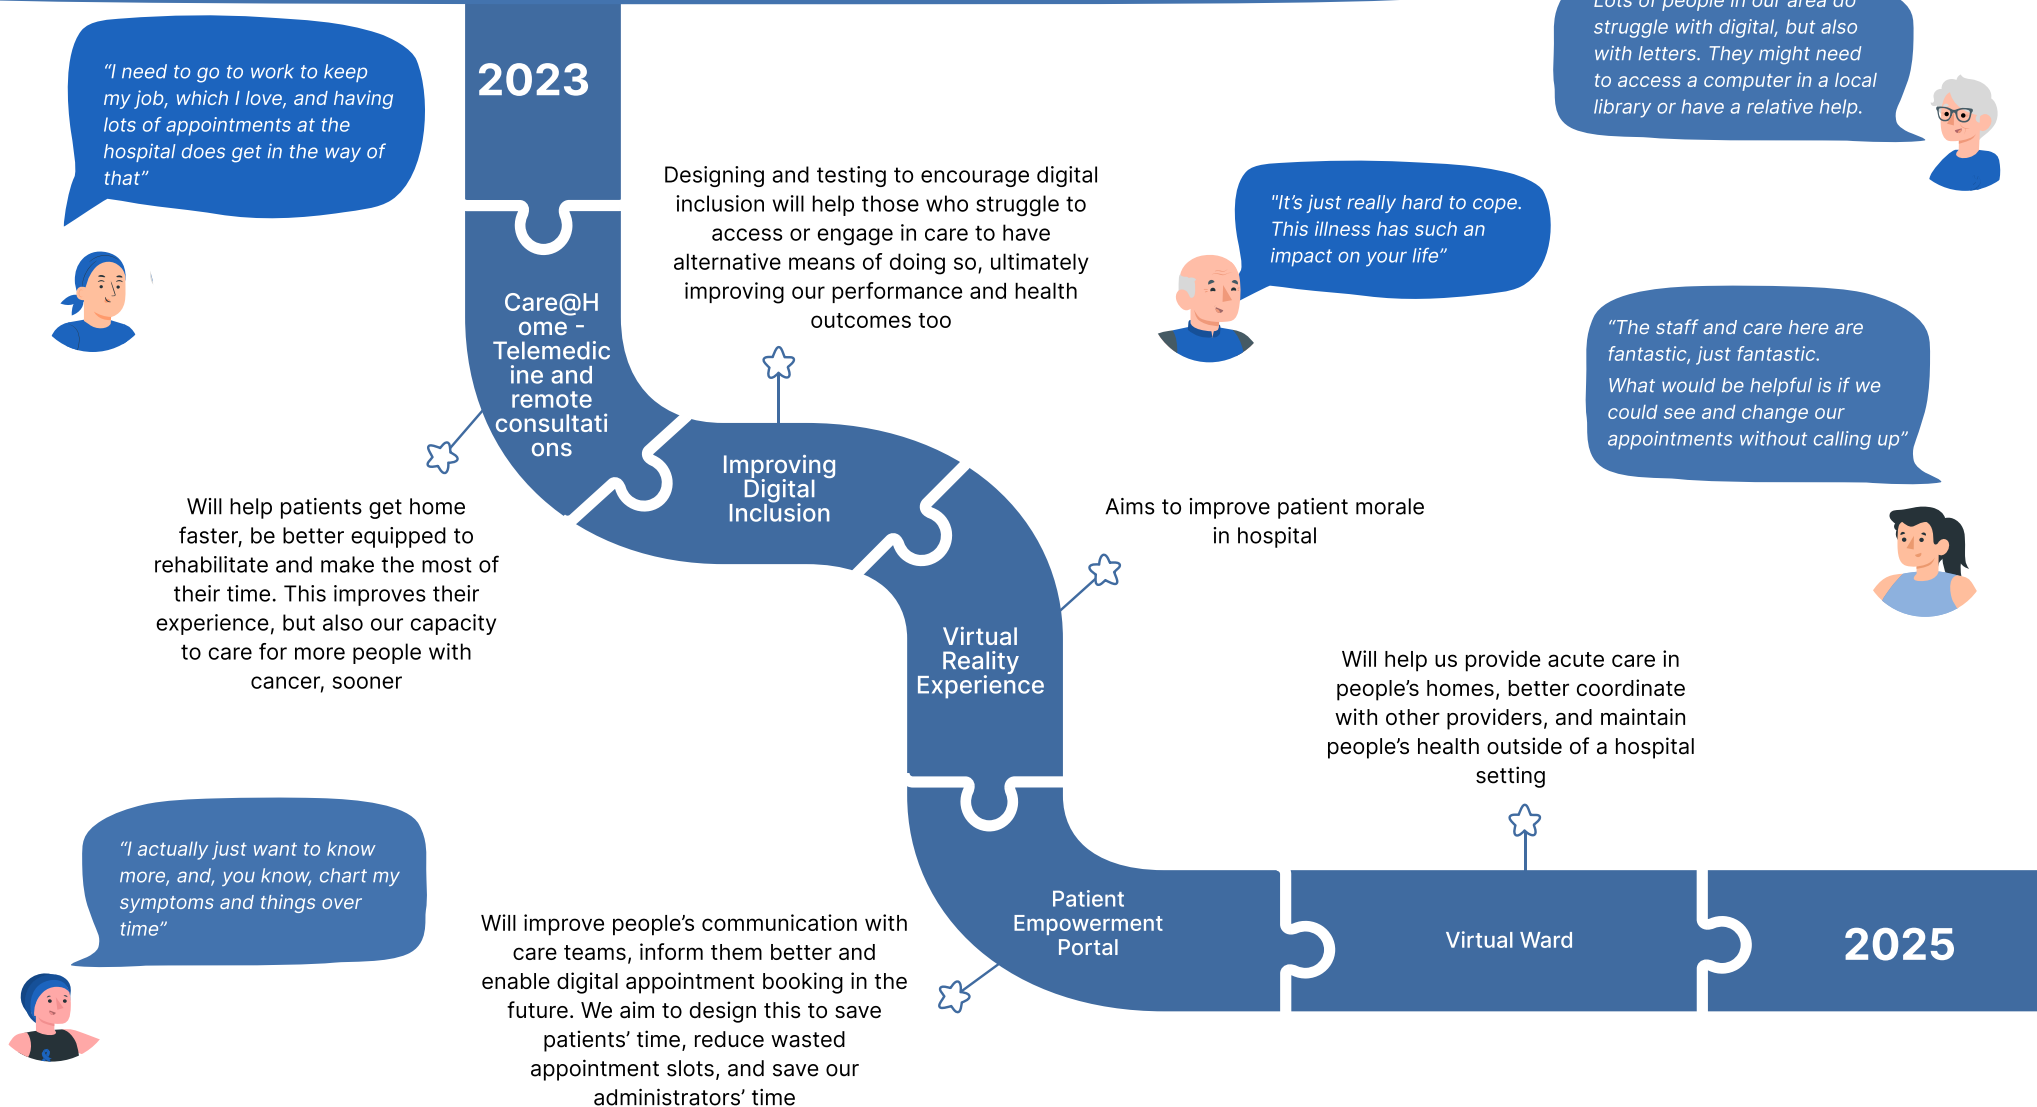 Lots of people in our area do
struggle with digital, but also
with letters. They might need
to access a computer in a local
library or have a relative help.
“I need to go to work to keep
my job, which I love, and having
lots of appointments at the
hospital does get in the way of
that”
2023
Designing and testing to encourage digital
inclusion will help those who struggle to
access or engage in care to have
alternative means of doing so, ultimately
improving our performance and health
outcomes too
"It’s just really hard to cope.
This illness has such an
impact on your life”
Care@H
ome -
Telemedic
ine and
remote
consultati
ons
“The staff and care here are
fantastic, just fantastic.
What would be helpful is if we
could see and change our
appointments without calling up”
Improving
Digital
Inclusion
Will help patients get home
faster, be better equipped to
rehabilitate and make the most of
their time. This improves their
experience, but also our capacity
to care for more people with
cancer, sooner
Aims to improve patient morale
in hospital
Virtual
Reality
Experience
Will help us provide acute care in
people’s homes, better coordinate
with other providers, and maintain
people’s health outside of a hospital
setting
“I actually just want to know
more, and, you know, chart my
symptoms and things over
time”
Will improve people’s communication with
care teams, inform them better and
enable digital appointment booking in the
future. We aim to design this to save
patients’ time, reduce wasted
appointment slots, and save our
administrators’ time
Patient
Empowerment
Portal
Virtual Ward
2025